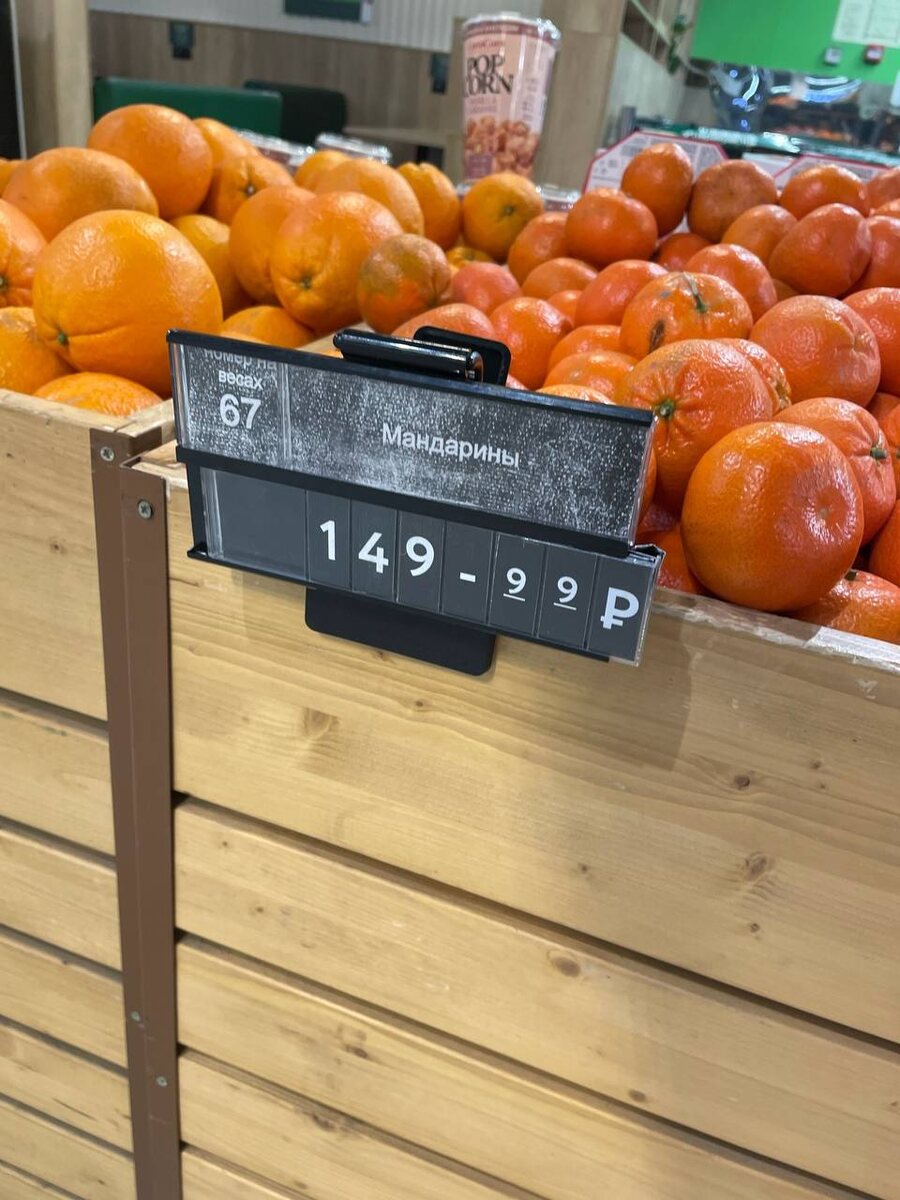 POP
CORN
номер на
весах
67
Мандарины
149-99 ₽